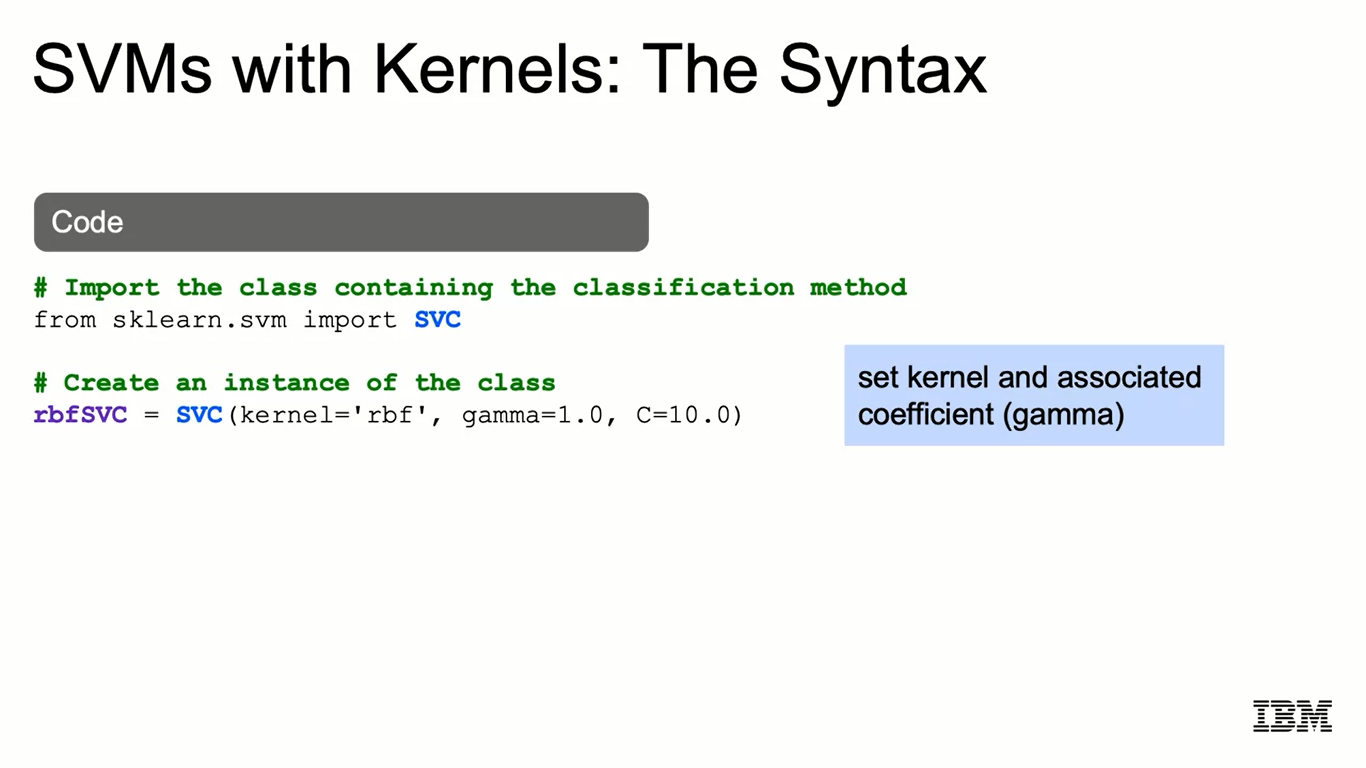 SVMs with Kernels: The Syntax
Code
# Import the class containing the classification method
from sklearn.svm import SVC
# Create an instance of the class
rbfSVC = SVC(kernel='rbf', gamma=1.0, C=10.0)
set kernel and associated
coefficient (gamma)
IBM